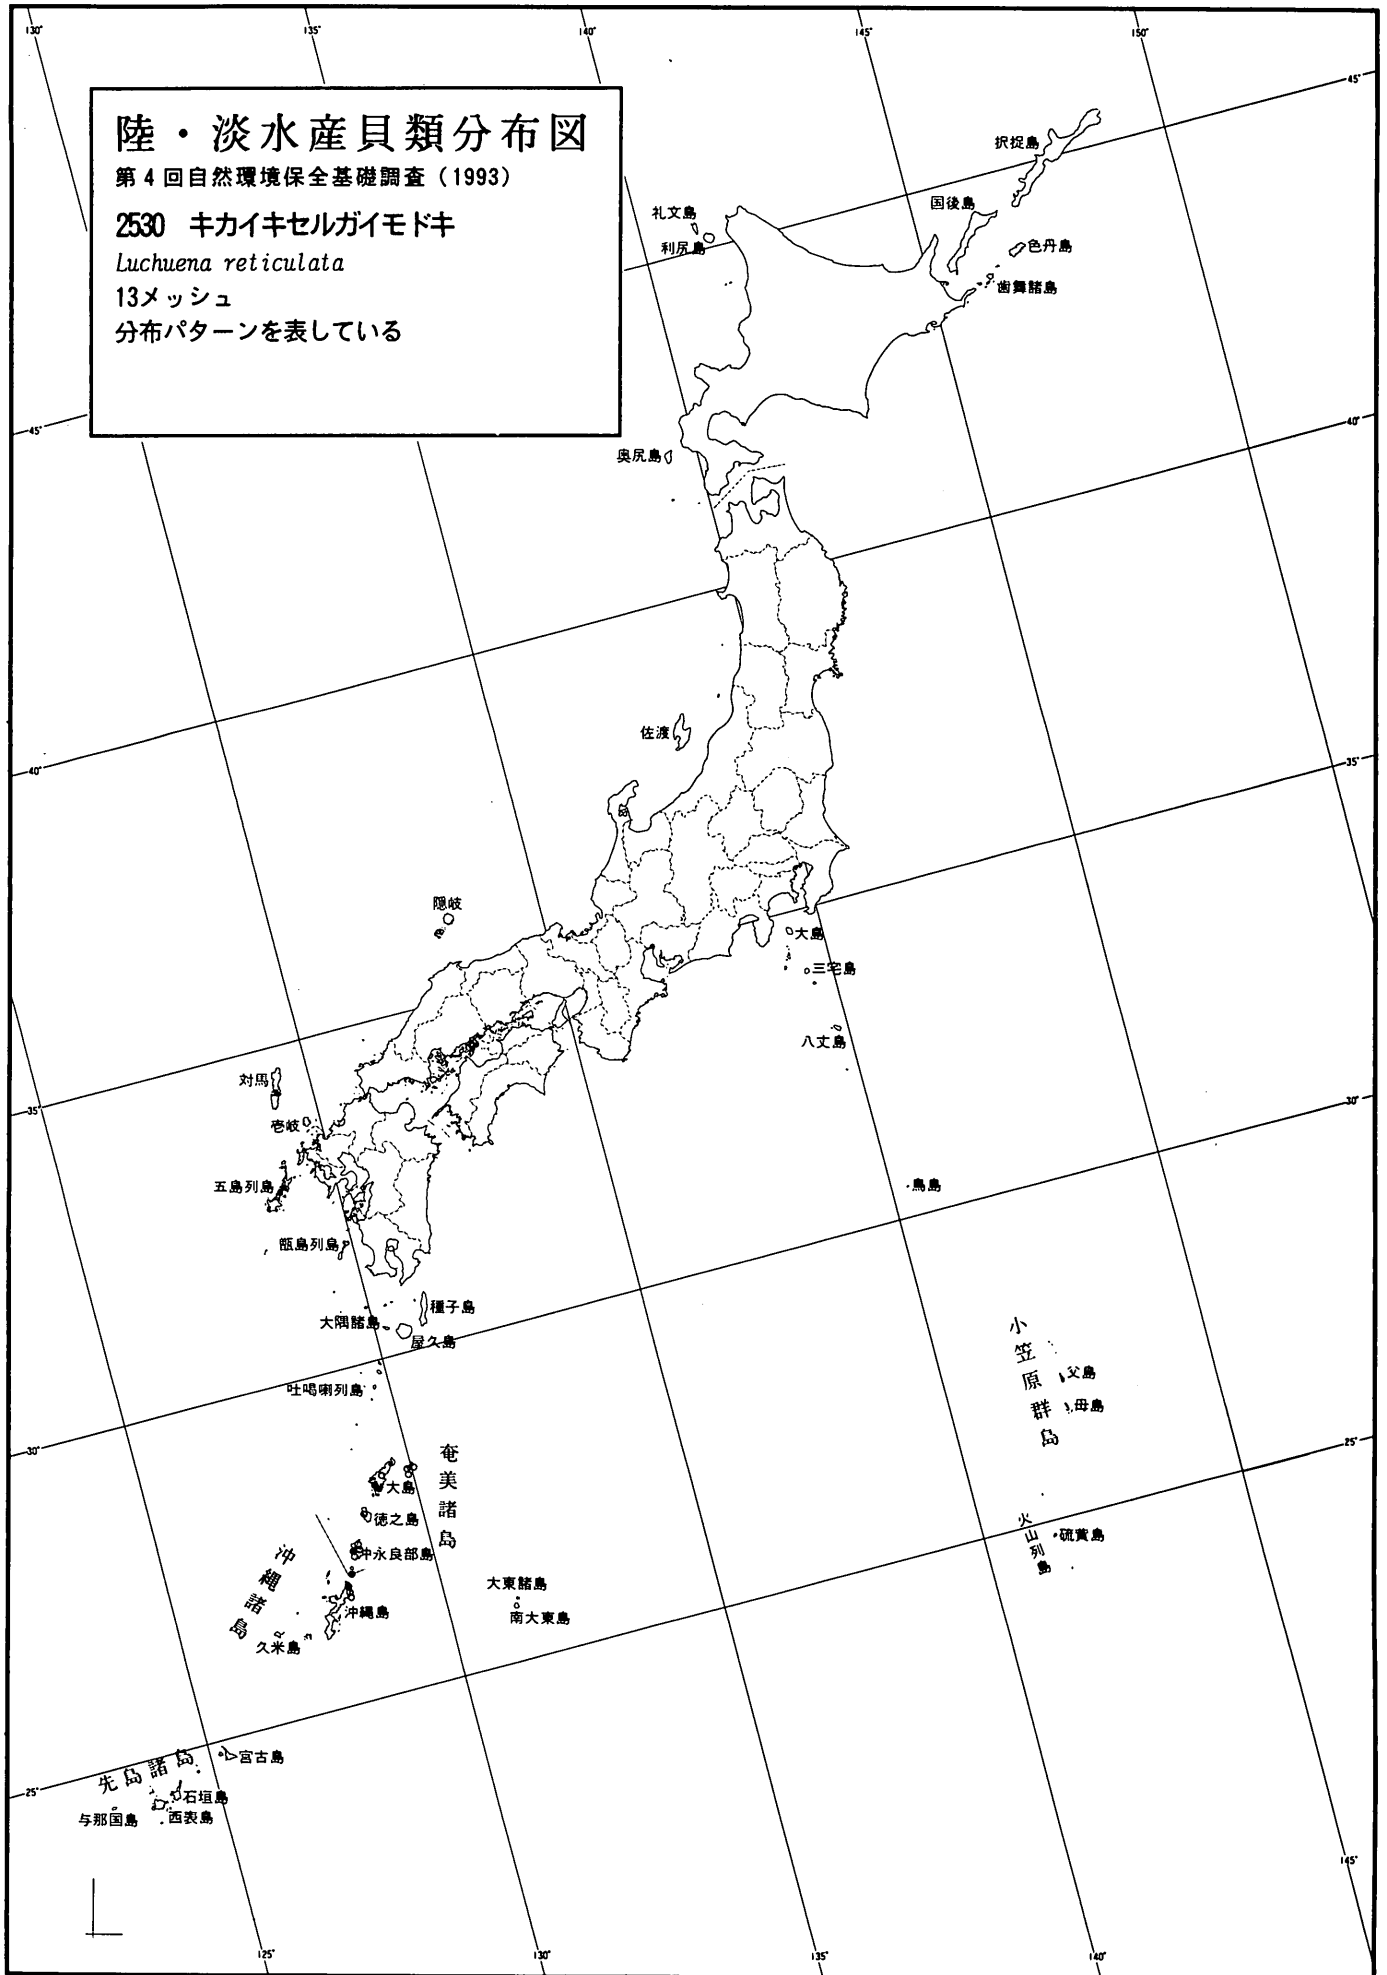 陸・淡水産貝類分布図
第4回自然環境保全基礎調査（1993）
2530 キカイキセルガイモドキ
Luchuena reticulata
13メッシュ
分布パターンを表している
130°
135°
140°
145°
150°
45°
択捉島
国後島
礼文島
利尻島
色丹島
歯舞諸島
45°
40°
奥尻島
佐渡
40°
35°
隠岐
大島
三宅島
八丈島
対馬
35°
30°
壱岐
五島列島
鳥島
甑島列島
種子島
大隅諸島
屋久島
小笠原群島
父島
吐噶喇列島
母島
30°
25°
奄美諸島
大島
徳之島
火山列島
硫黄島
沖永良部島
沖縄諸島
大東諸島
沖縄島
南大東島
久米島
宮古島
先島諸島
25°
石垣島
与那国島
西表島
145°
125°
130°
135°
140°